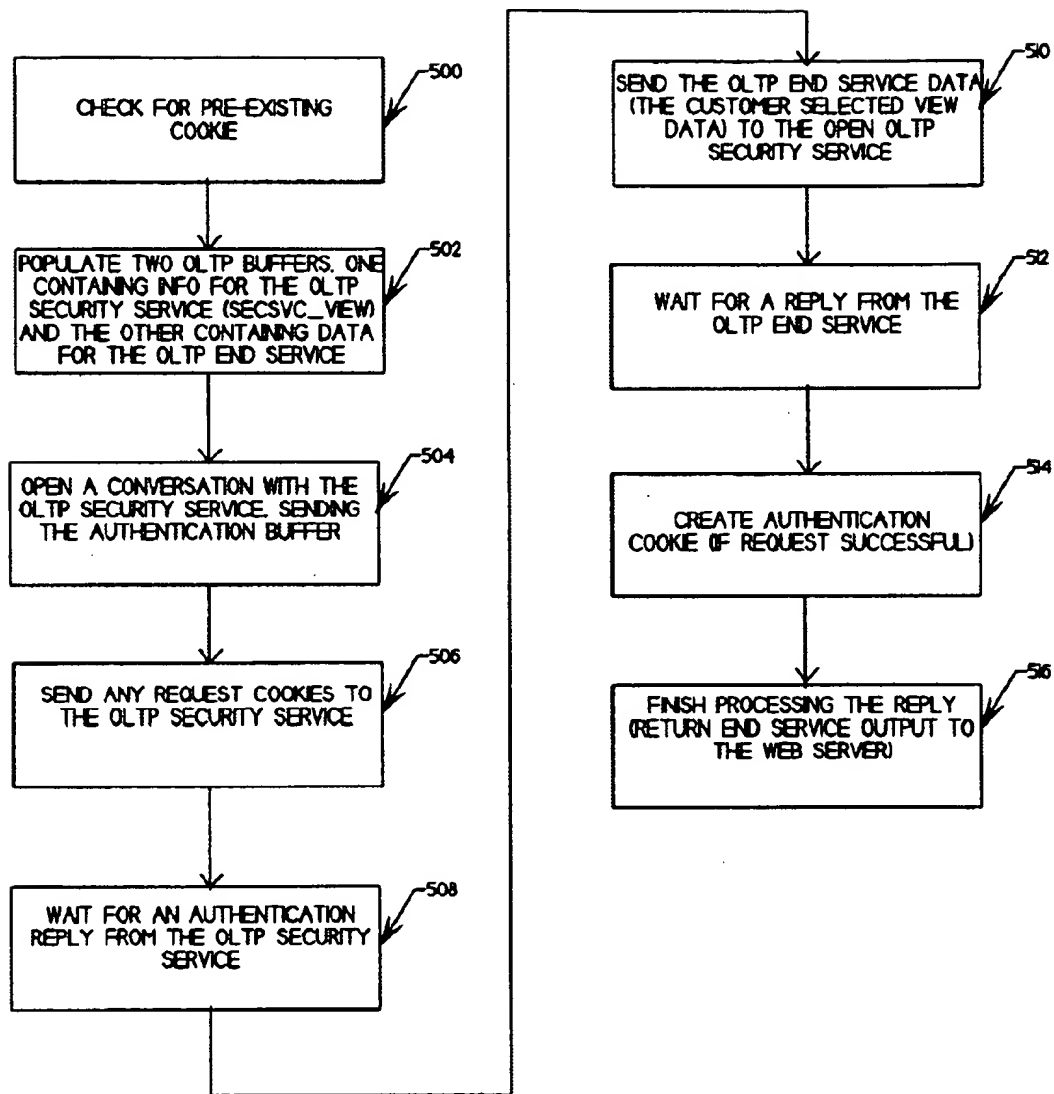 500
CHECK FOR PRE-EXISTING
COOKIE
502
POPULATE TWO OLTP BUFFERS. ONE
CONTAINING INFO FOR THE OLTP
SECURITY SERVICE (SECSVC_VIEW)
AND THE OTHER CONTAINING DATA
FOR THE OLTP END SERVICE
504
OPEN A CONVERSATION WITH THE
OLTP SECURITY SERVICE. SENDING
THE AUTHENTICATION BUFFER
506
SEND ANY REQUEST COOKIES TO
THE OLTP SECURITY SERVICE
508
WAIT FOR AN AUTHENTICATION
REPLY FROM THE OLTP SECURITY
SERVICE
510
SEND THE OLTP END SERVICE DATA
(THE CUSTOMER SELECTED VIEW
DATA) TO THE OPEN OLTP
SECURITY SERVICE
512
WAIT FOR A REPLY FROM THE
OLTP END SERVICE
514
CREATE AUTHENTICATION
COOKIE (IF REQUEST SUCCESSFUL)
516
FINISH PROCESSING THE REPLY
(RETURN END SERVICE OUTPUT TO
THE WEB SERVER)